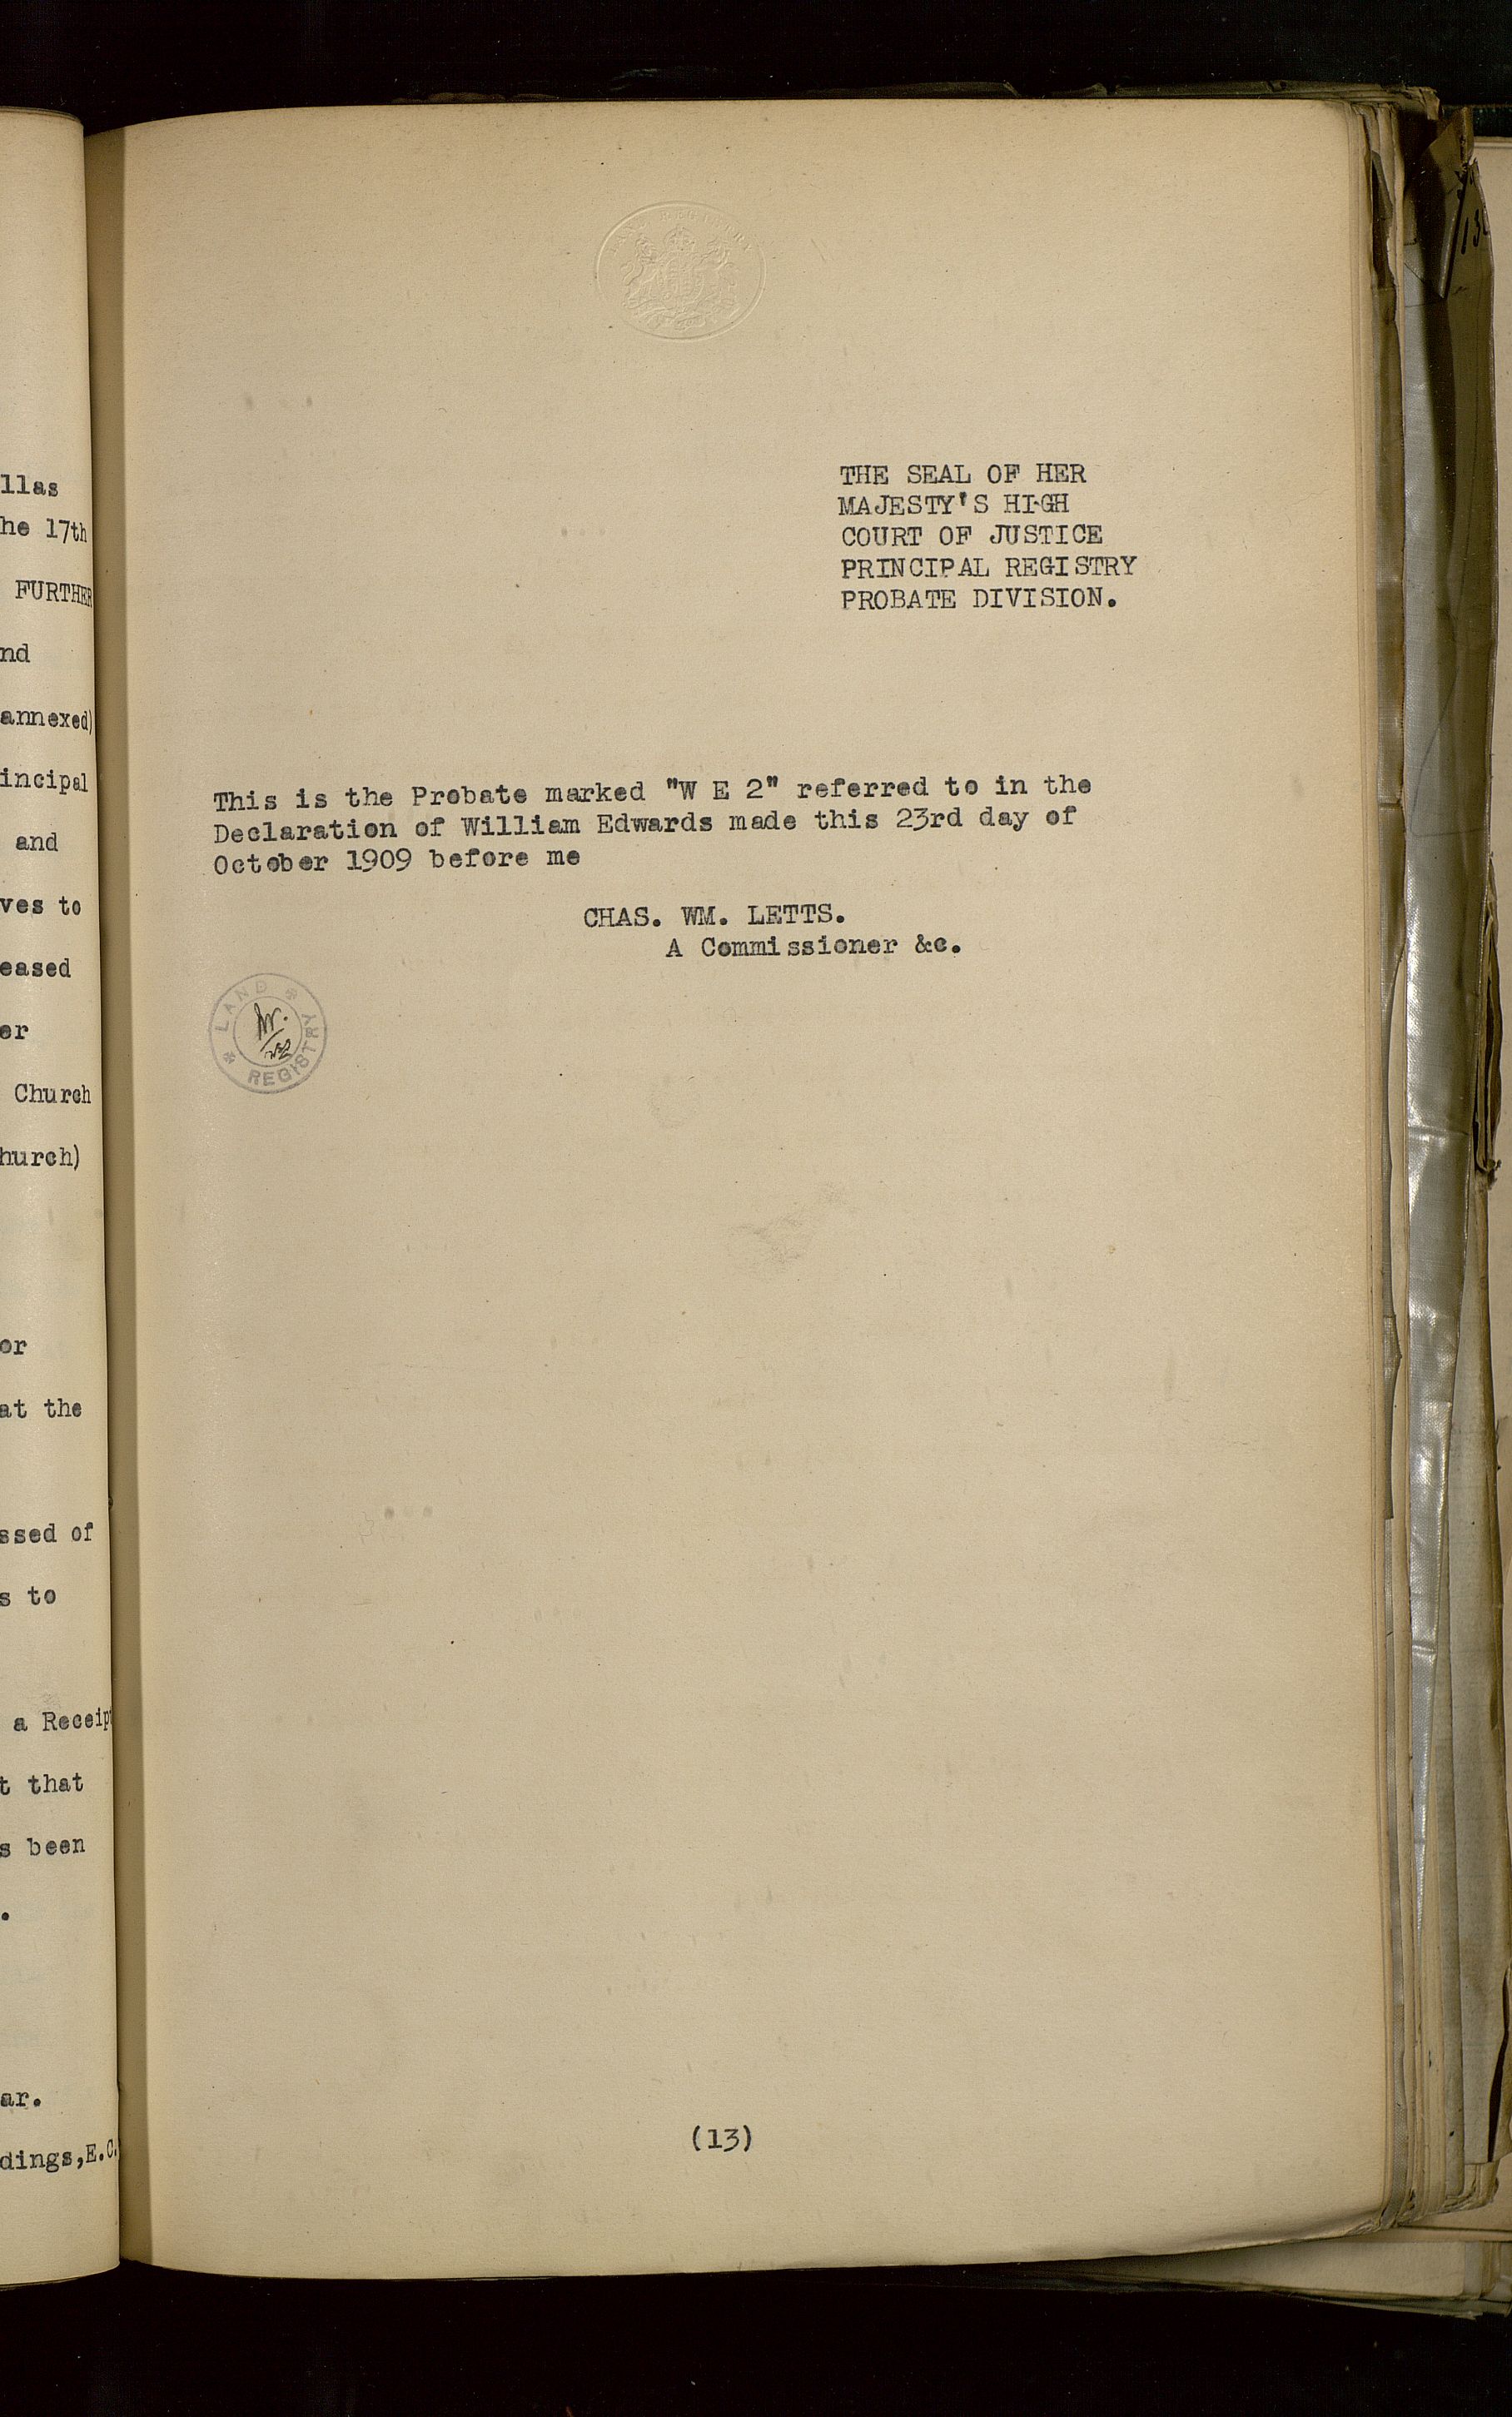 llas
he 17th
FURTHER
nd
annexed)
incipal
and
ves to
eased
er
Church
hurch)
or
at the
ssed of
s to
a Receip
t that
s been
.
ar.
dings,E.C.
LAND REGISTRY
THE SEAL OF HER
MAJESTY'S HIGH
COURT OF JUSTICE
PRINCIPAL REGISTRY
PROBATE DIVISION.
This is the Probate marked "W E 2" referred to in the
Declaration of William Edwards made this 23rd day of
October 1909 before me
CHAS. WM. LETTS.
A Commissioner &c.
LAND REGISTRY
(13)